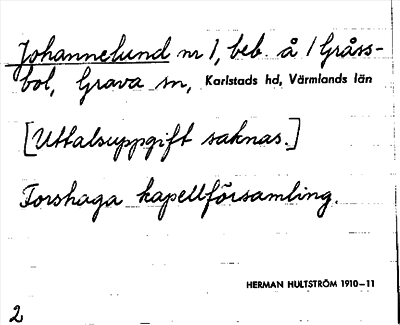 Johannelund nr 1, beb. å 1 Gråss-
bol, Grava sn, Karlstads hd, Värmlands län
[Uttalsuppgift saknas.]
Forshaga kapellförsamling.
HERMAN HULTSTRÖM 1910–11
2